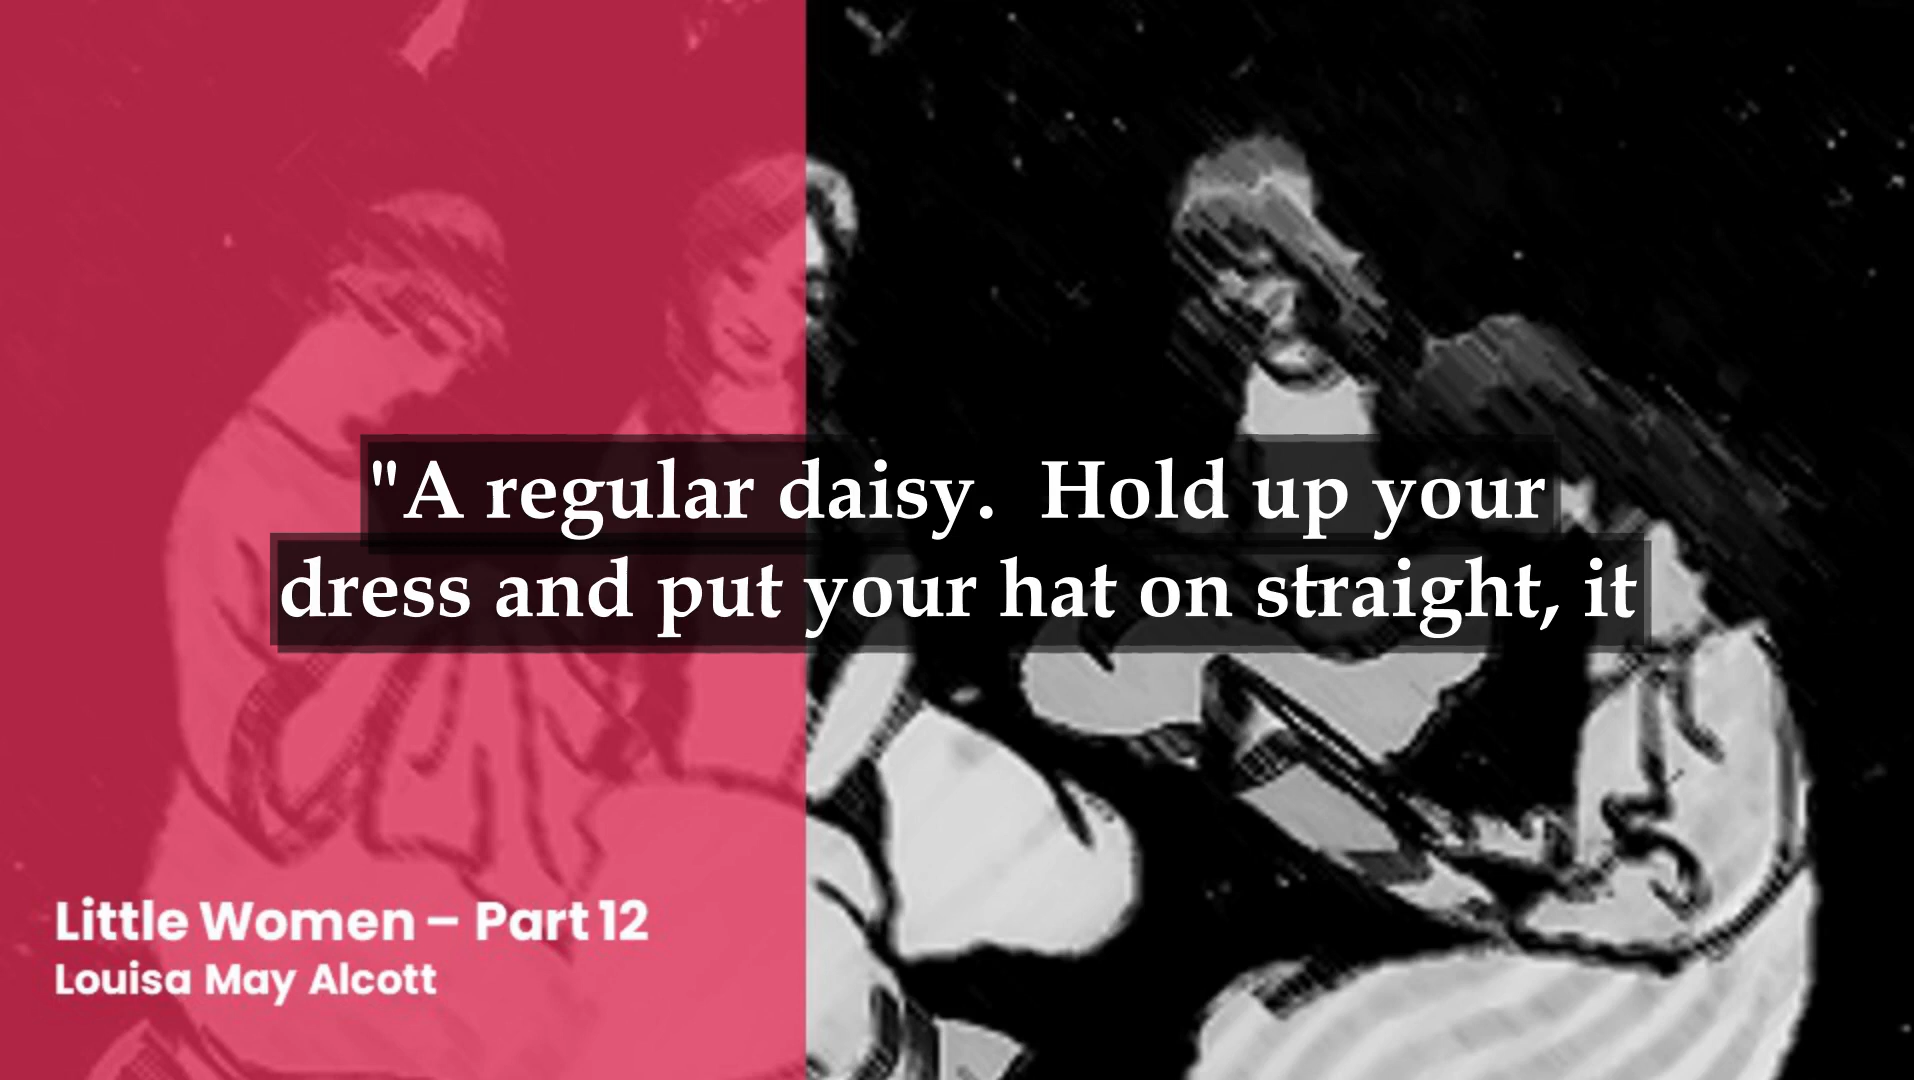 "A regular daisy.  Hold up your
dress and put your hat on straight, it
Little Women – Part 12
Louisa May Alcott